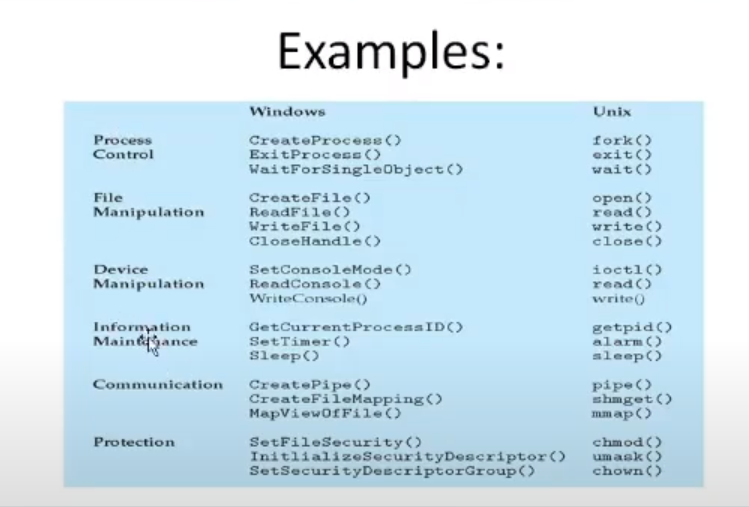 Examples:
Windows Unix
Process CreateProcess() fork()
Control ExitProcess() exit()
WaitForSingleObject() wait()
File CreateFile() open()
Manipulation ReadFile() read()
WriteFile() write()
CloseHandle() close()
Device SetConsoleMode() ioctl()
Manipulation ReadConsole() read()
WriteConsole() write()
Information GetCurrentProcessID() getpid()
Maintenance SetTimer() alarm()
Sleep() sleep()
Communication CreatePipe() pipe()
CreateFileMapping() shmget()
MapViewOfFile() mmap()
Protection SetFileSecurity() chmod()
InitlializeSecurityDescriptor() umask()
SetSecurityDescriptorGroup() chown()